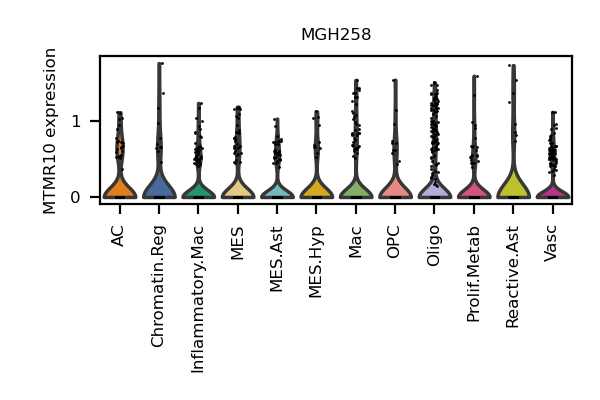 MGH258
MTMR10 expression
1
0
AC
Chromatin.Reg
Inflammatory.Mac
MES
MES.Ast
MES.Hyp
Mac
OPC
Oligo
Prolif.Metab
Reactive.Ast
Vasc